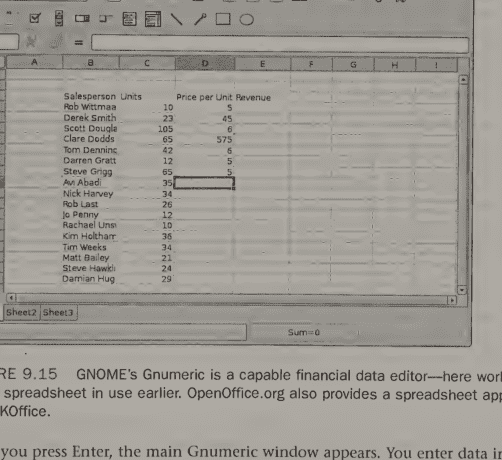 =
A B C D E F G H I
Salesperson Units Price per Unit Revenue
Rob Wittmaa 10 5
Derek Smith 23 45
Scott Dougla 105 6
Clare Dodds 65 575
Tom Denninc 42 6
Darren Gratt 12 5
Steve Grigg 65 5
Avi Abadi 35
Nick Harvey 34
Rob Last 26
Jo Penny 12
Rachael Unsv 10
Kim Holtham 36
Tim Weeks 34
Matt Bailey 21
Steve Hawkli 24
Damian Hug 29
Sheet2 Sheet3
Sum=0
RE 9.15 GNOME's Gnumeric is a capable financial data editor—here work
spreadsheet in use earlier. OpenOffice.org also provides a spreadsheet app
KOffice.
you press Enter, the main Gnumeric window appears. You enter data in